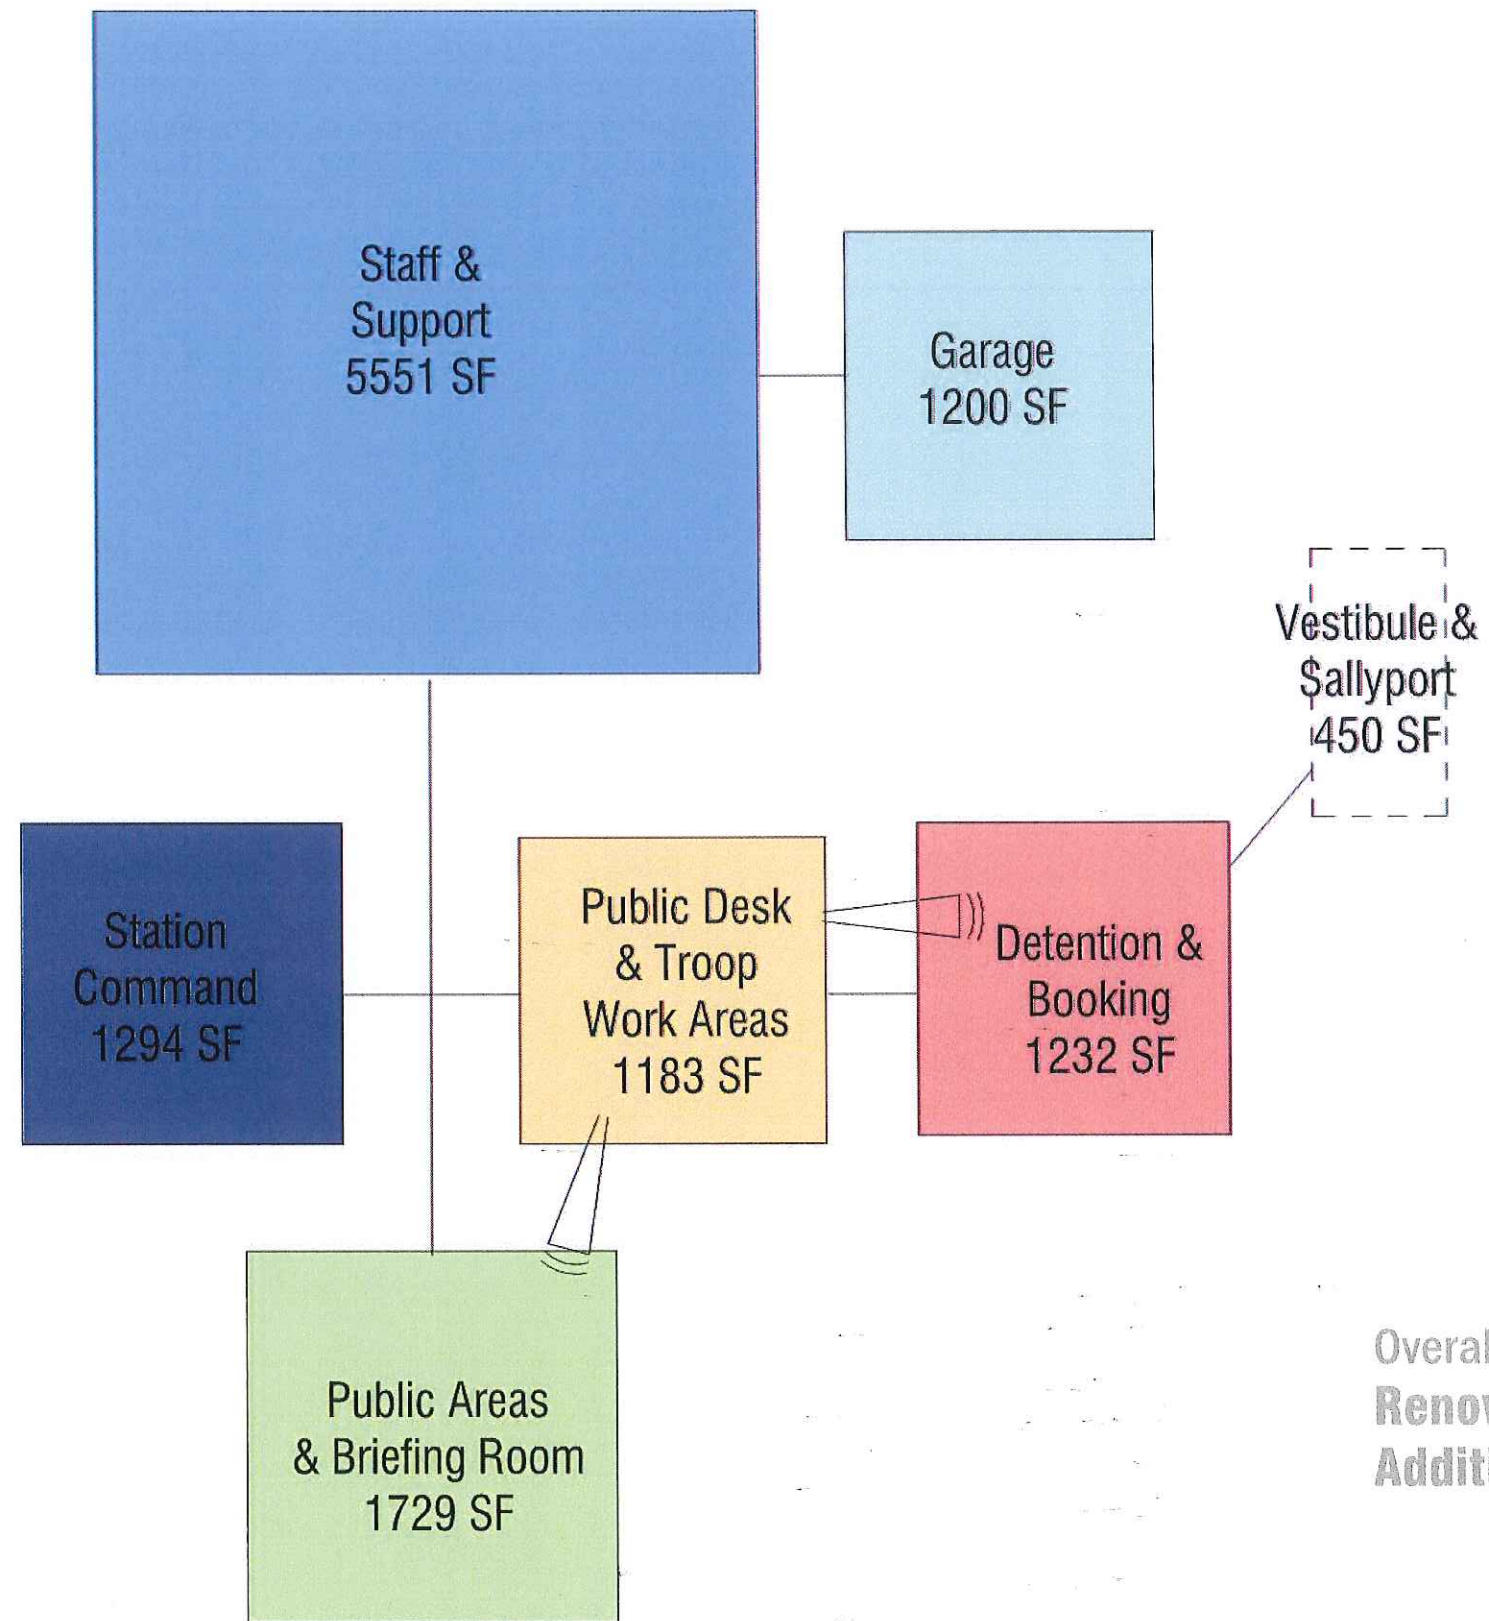 Staff &
Support
5551 SF
Garage
1200 SF
Vestibule &
Sallyport
450 SF
Station
Command
1294 SF
Public Desk
& Troop
Work Areas
1183 SF
Detention &
Booking
1232 SF
Public Areas
& Briefing Room
1729 SF